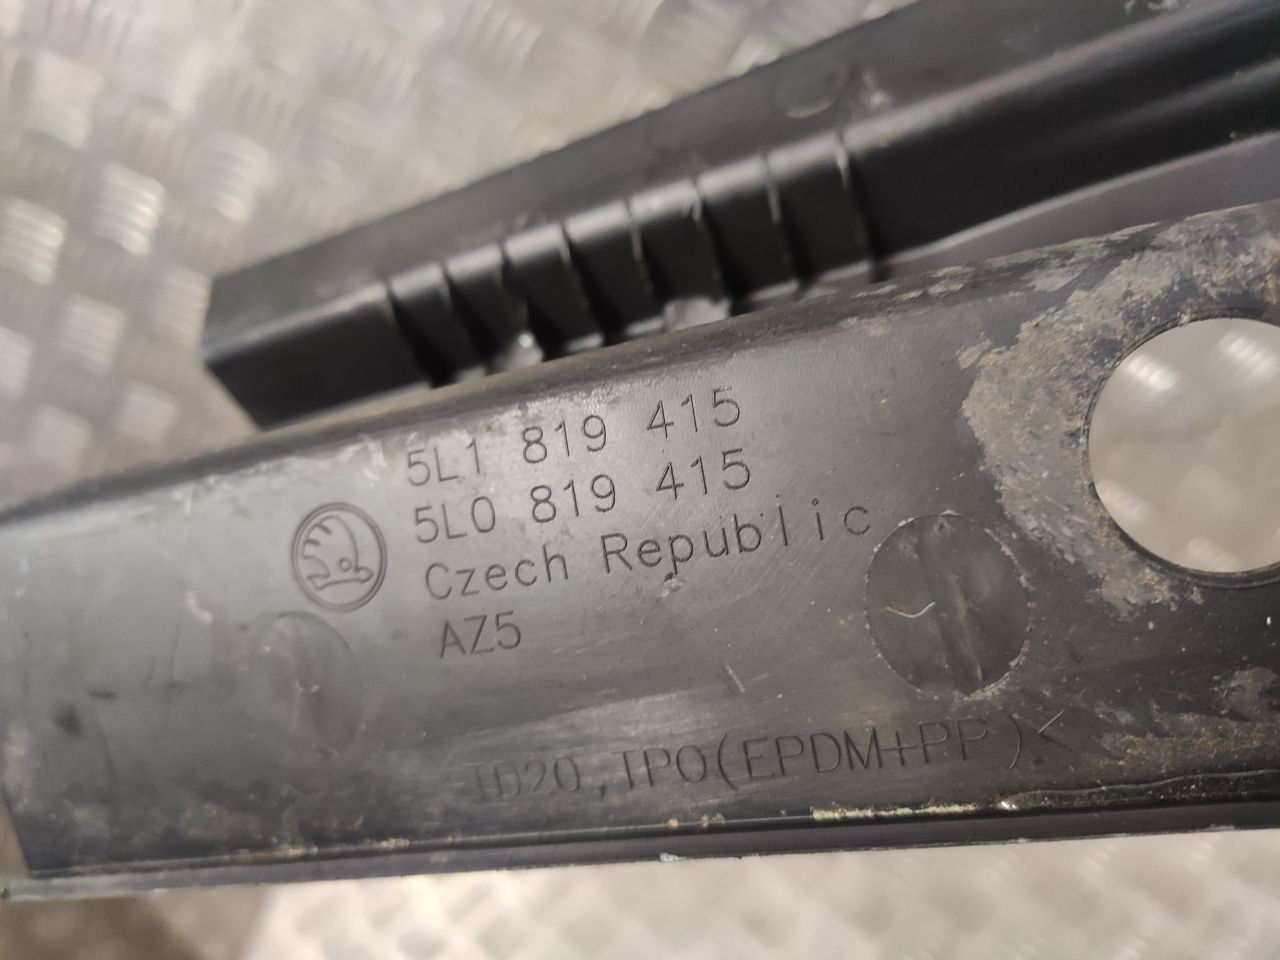 5L1 819 415
5L0 819 415
Czech Republic
AZ5
TD20,TPO(EPDM+PP)<